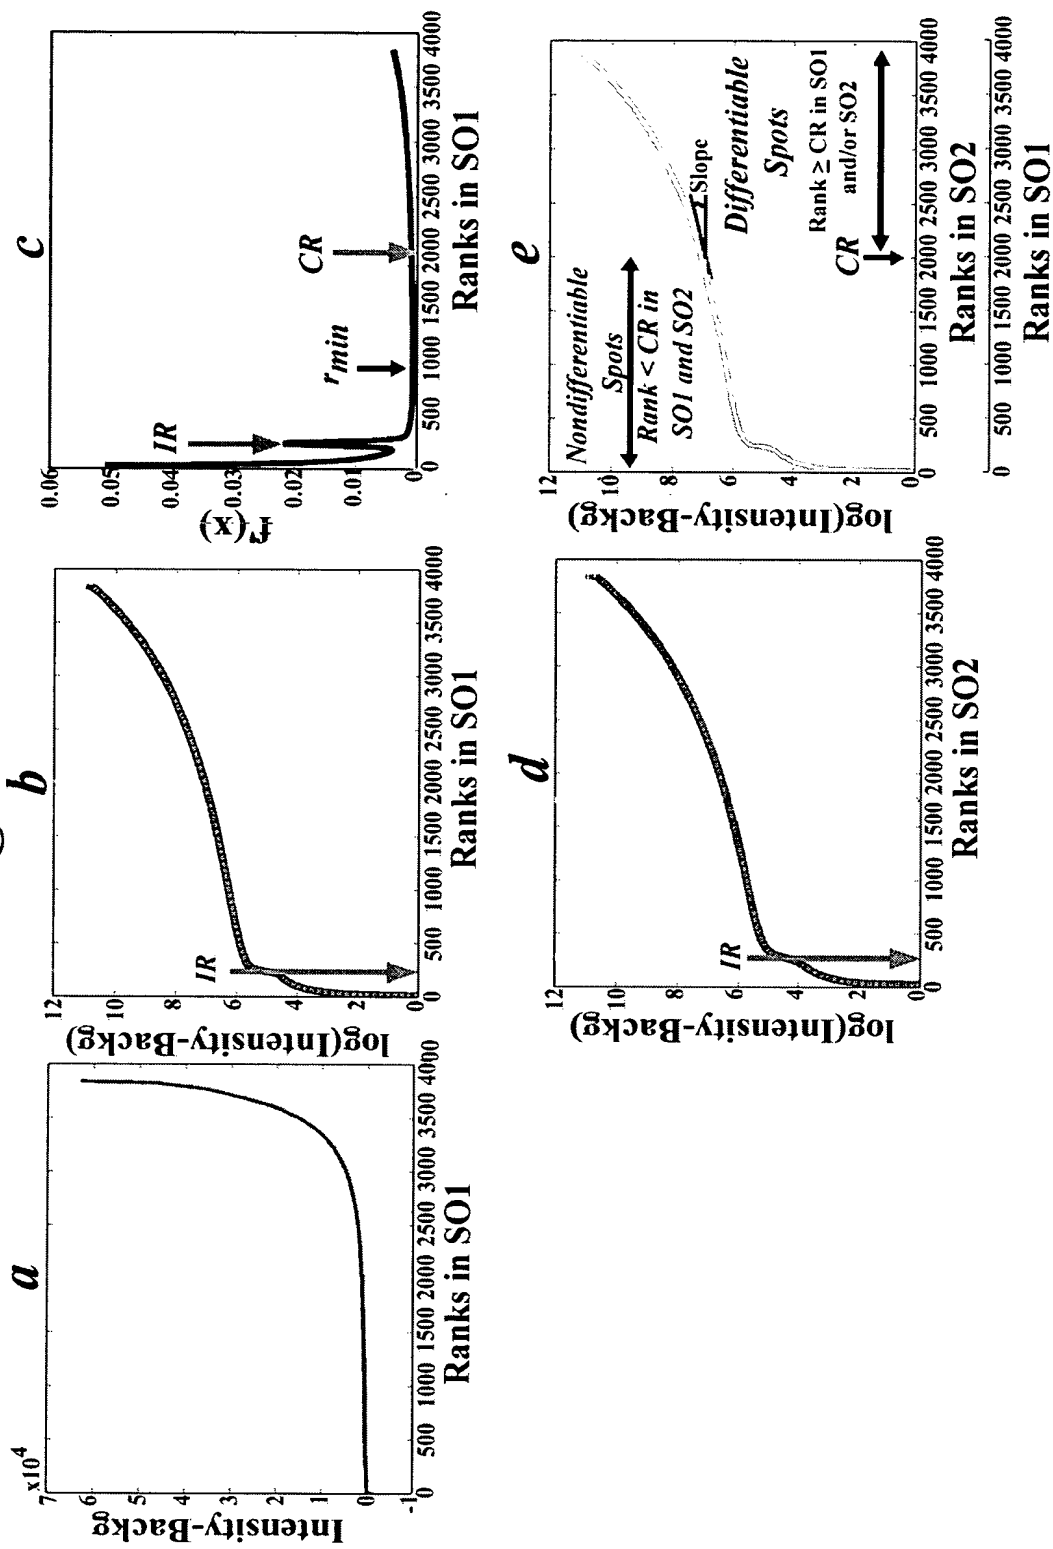 a
x10^4
7
6
5
4
3
2
1
0
-1
Intensity-Backg
0 500 1000 1500 2000 2500 3000 3500 4000
Ranks in SO1
b
12
10
8
6
4
2
0
log(Intensity-Backg)
IR
0 500 1000 1500 2000 2500 3000 3500 4000
Ranks in SO1
c
0.06
0.05
0.04
0.03
0.02
0.01
0
f'(x)
IR
r min
CR
0 500 1000 1500 2000 2500 3000 3500 4000
Ranks in SO1
d
12
10
8
6
4
2
0
log(Intensity-Backg)
IR
0 500 1000 1500 2000 2500 3000 3500 4000
Ranks in SO2
e
12
10
8
6
4
2
0
log(Intensity-Backg)
Nondifferentiable
Spots
Rank < CR in
SO1 and SO2
Slope
Differentiable
Spots
Rank ≥ CR in SO1
and/or SO2
CR
0 500 1000 1500 2000 2500 3000 3500 4000
Ranks in SO2
0 500 1000 1500 2000 2500 3000 3500 4000
Ranks in SO1